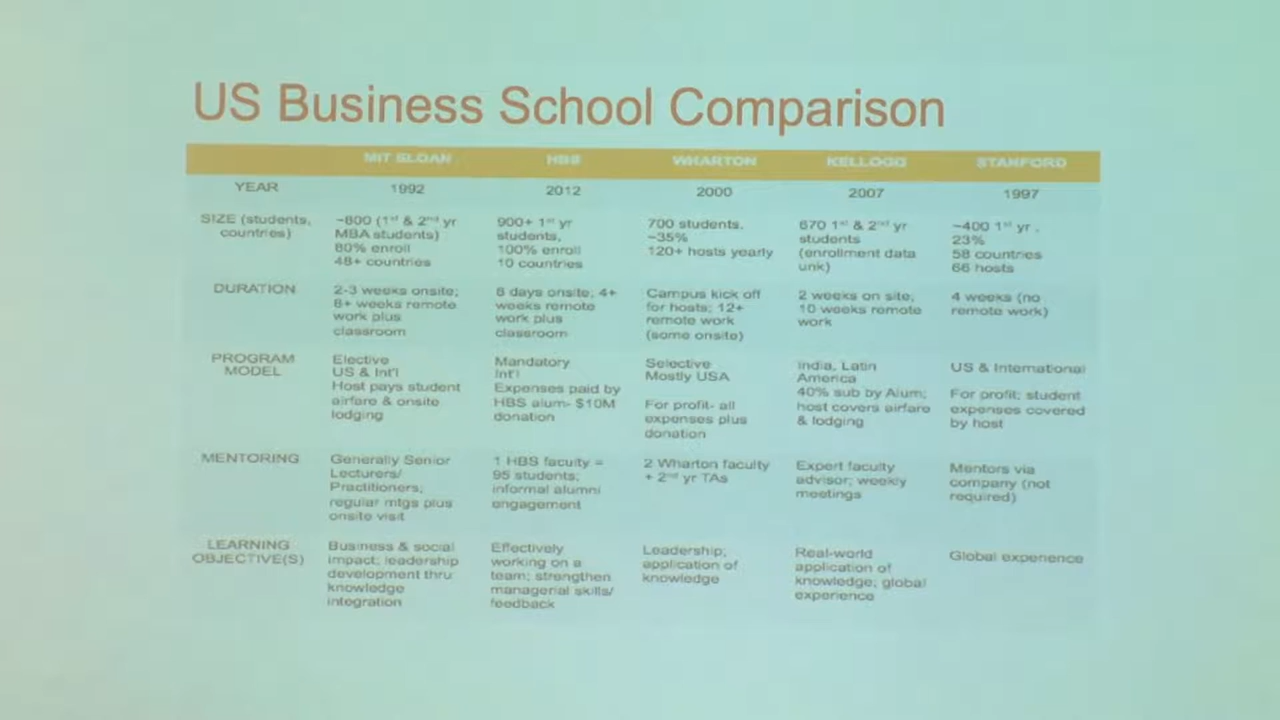 US Business School Comparison
MIT SLOAN HBS WHARTON KELLOGG STANFORD
YEAR 1992 2012 2000 2007 1997
SIZE (students, countries)
~800 (1st & 2nd yr
MBA students)
80% enroll
48+ countries
900+ 1st yr
students,
100% enroll
10 countries
700 students,
~35%
120+ hosts yearly
670 1st & 2nd yr
students
(enrollment data
unk)
~400 1st yr,
23%
58 countries
66 hosts
DURATION
2-3 weeks onsite;
8+ weeks remote
work plus
classroom
8 days onsite; 4+
weeks remote
work plus
classroom
Campus kick off
for hosts; 12+
remote work
(some onsite)
2 weeks on site,
10 weeks remote
work
4 weeks (no
remote work)
PROGRAM
MODEL
Elective
US & Int'l
Host pays student
airfare & onsite
lodging
Mandatory
Int'l
Expenses paid by
HBS alum- $10M
donation
Selective
Mostly USA
For profit- all
expenses plus
donation
India, Latin
America
40% sub by Alum;
host covers airfare
& lodging
US & International
For profit; student
expenses covered
by host
MENTORING
Generally Senior
Lecturers/
Practitioners;
regular mtgs plus
onsite visit
1 HBS faculty =
95 students;
informal alumni
engagement
2 Wharton faculty
+ 2nd yr TAs
Expert faculty
advisor; weekly
meetings
Mentors via
company (not
required)
LEARNING
OBJECTIVE(S)
Business & social
impact; leadership
development thru
knowledge
integration
Effectively
working on a
team; strengthen
managerial skills/
feedback
Leadership;
application of
knowledge
Real-world
application of
knowledge; global
experience
Global experience